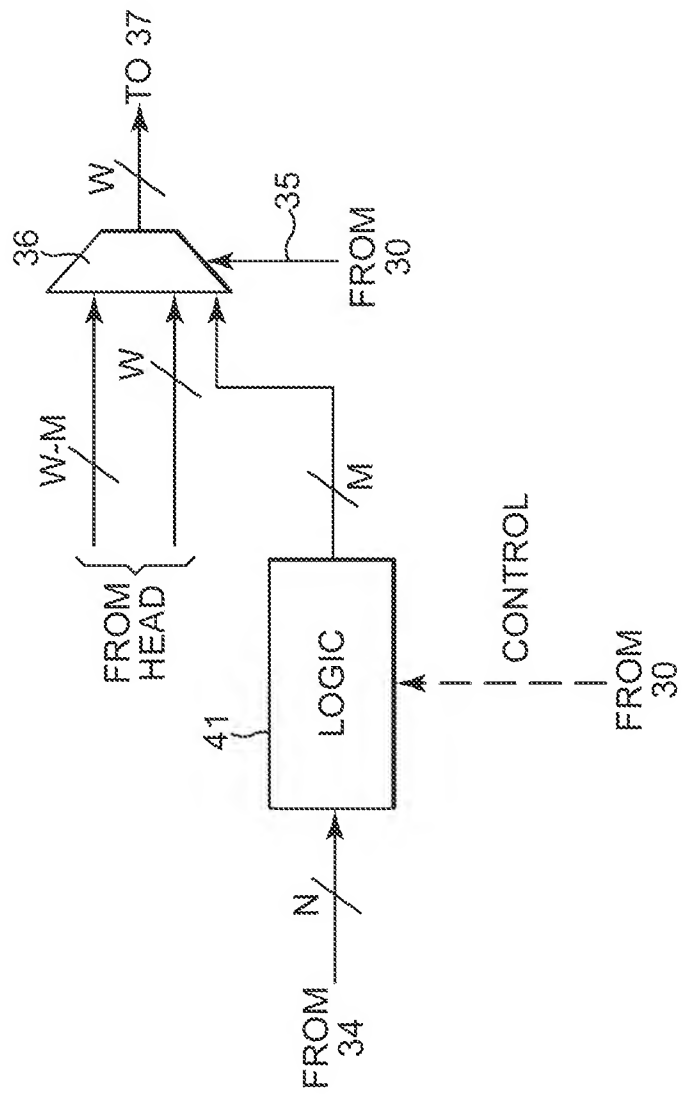 36
W
TO 37
W-M
W
FROM
HEAD
35
FROM
30
M
41
LOGIC
CONTROL
N
FROM
34
FROM
30